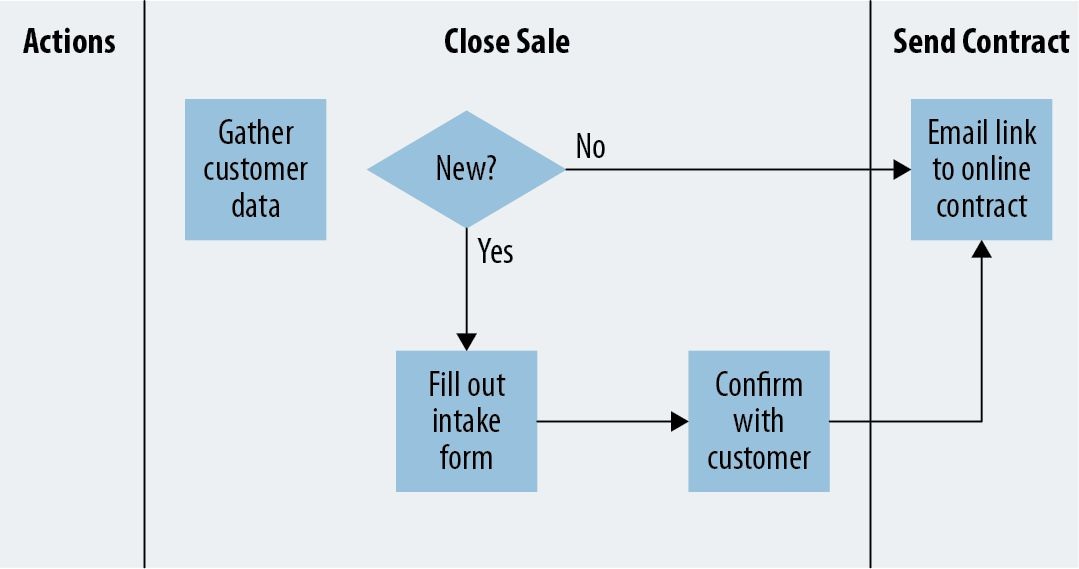 Actions
Close Sale
Send Contract
Gather
customer
data
New?
No
Email link
to online
contract
Yes
Fill out
intake
form
Confirm
with
customer